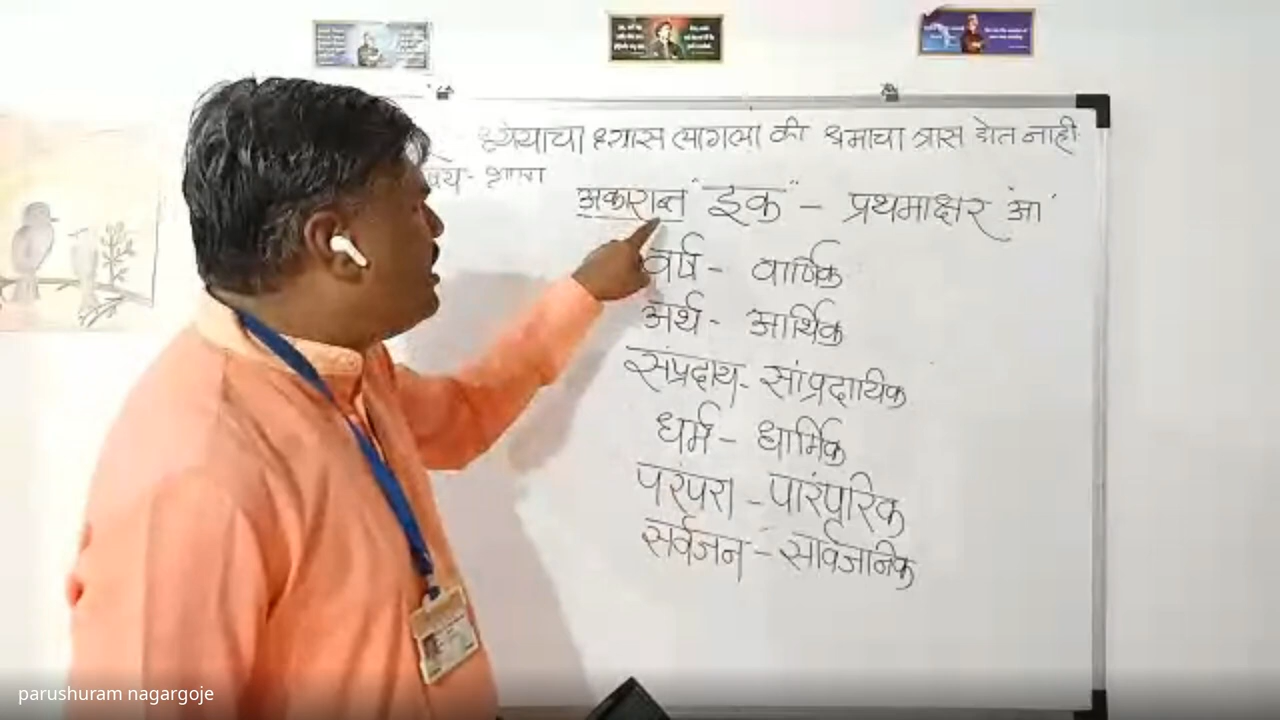 ध्येयाचा ध्यास लागला की श्रमाचा त्रास होत नाही
अकारान्त "इक" - प्रथमाक्षर 'आ'
वर्ष - वार्षिक
अर्थ - आर्थिक
संप्रदाय - सांप्रदायिक
धर्म - धार्मिक
परंपरा - पारंपरिक
सर्वजन - सार्वजनिक
parushuram nagargoje